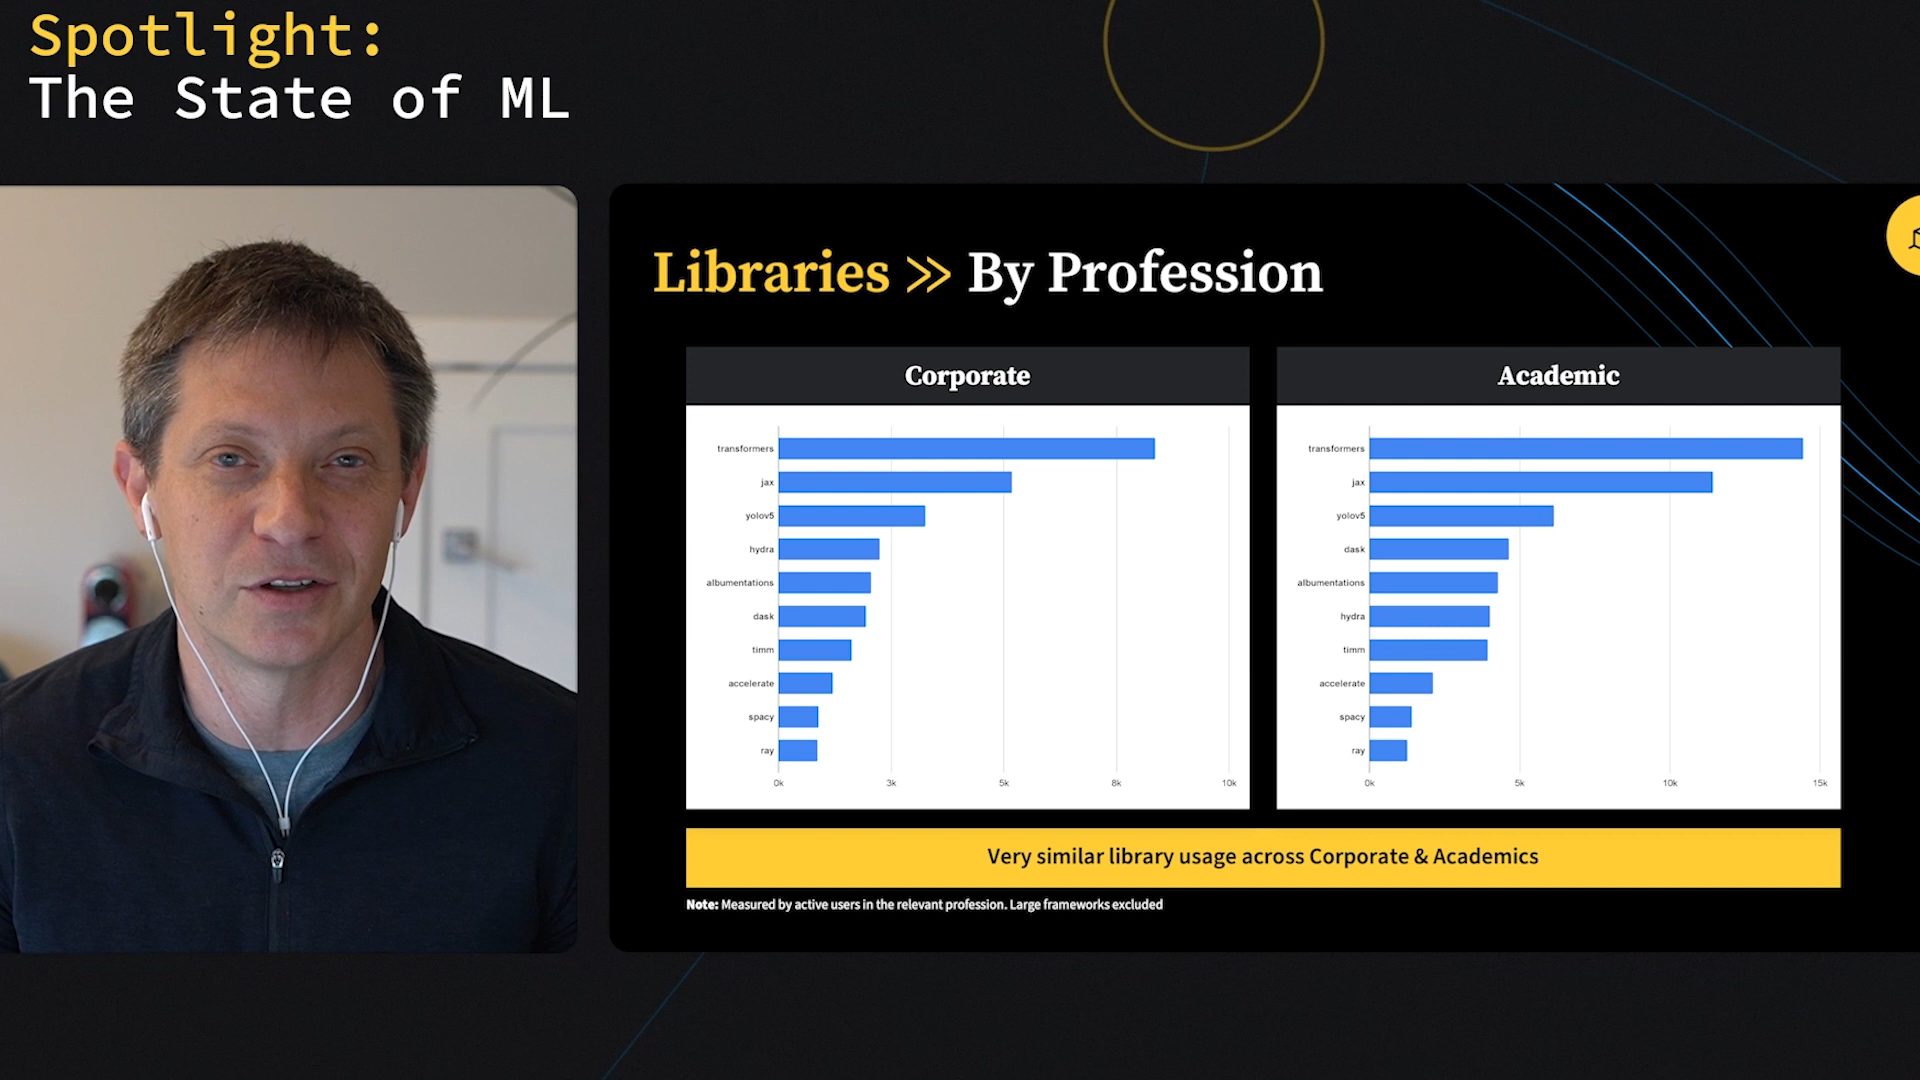 Spotlight:
The State of ML
Libraries >> By Profession
Corporate
transformers
jax
yolov5
hydra
albumentations
dask
timm
accelerate
spacy
ray
0k 3k 5k 8k 10k
Academic
transformers
jax
yolov5
dask
albumentations
hydra
timm
accelerate
spacy
ray
0k 5k 10k 15k
Very similar library usage across Corporate & Academics
Note: Measured by active users in the relevant profession. Large frameworks excluded